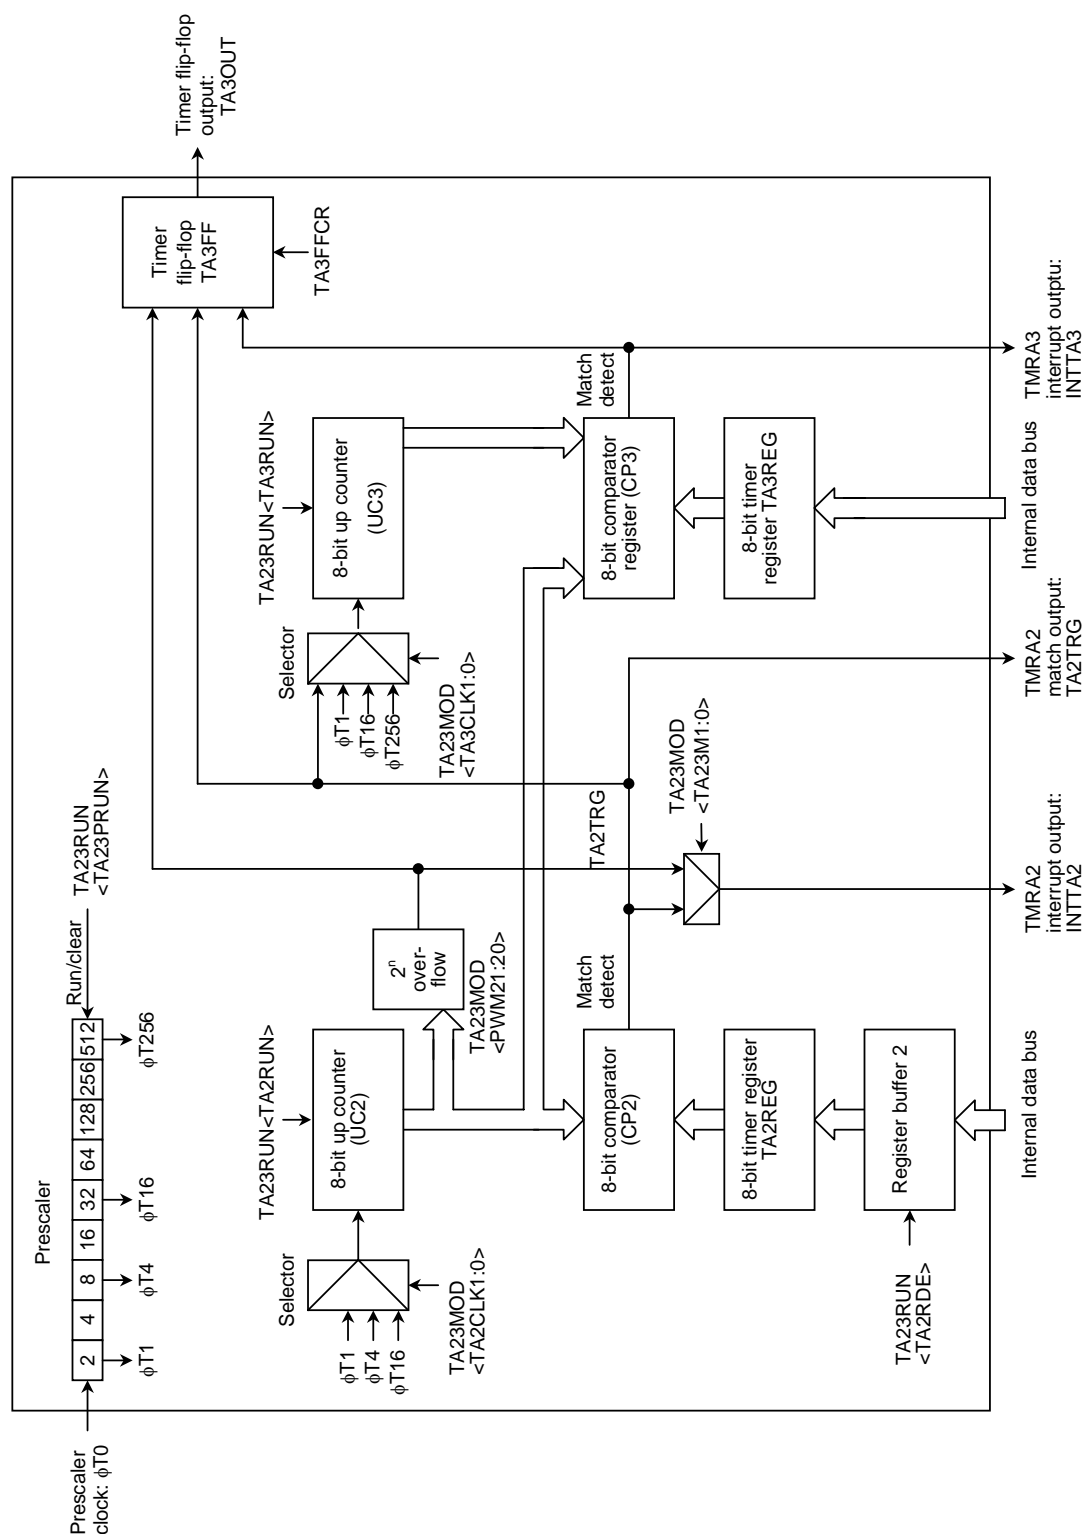 Prescaler
Prescaler
clock: ϕT0
2
4
8
16
32
64
128
256
512
Run/clear
TA23RUN
<TA23PRUN>
ϕT1
ϕT4
ϕT16
ϕT256
Timer flip-flop
output:
TA3OUT
Timer
flip-flop
TA3FF
TA3FFCR
Selector
ϕT1
ϕT4
ϕT16
TA23MOD
<TA2CLK1:0>
TA23RUN<TA2RUN>
8-bit up counter
(UC2)
2n
over-
flow
TA23MOD
<PWM21:20>
Selector
ϕT1
ϕT16
ϕT256
TA23MOD
<TA3CLK1:0>
TA23RUN<TA3RUN>
8-bit up counter
(UC3)
TA2TRG
8-bit comparator
(CP2)
Match
detect
8-bit comparator
register (CP3)
Match
detect
TA23MOD
<TA23M1:0>
8-bit timer register
TA2REG
8-bit timer
register TA3REG
Register buffer 2
TA23RUN
<TA2RDE>
Internal data bus
TMRA2
interrupt output:
INTTA2
TMRA2
match output:
TA2TRG
Internal data bus
TMRA3
interrupt outptu:
INTTA3